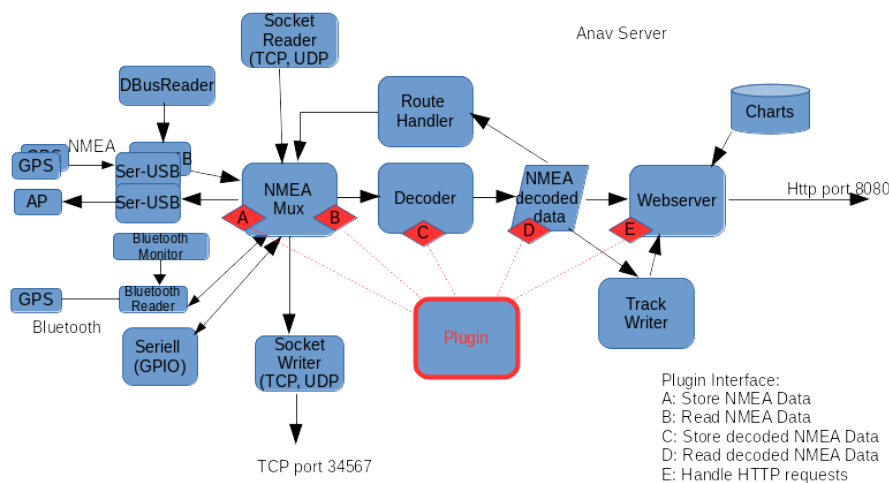 Socket
Reader
(TCP, UDP
Anav Server
DBusReader
Route
Handler
Charts
NMEA
GPS
Ser-USB
NMEA
Mux
Decoder
NMEA
decoded
data
Webserver
Http port 8080
AP
Ser-USB
A
B
C
D
E
Bluetooth
Monitor
GPS
Bluetooth
Reader
Bluetooth
Seriell
(GPIO)
Socket
Writer
(TCP, UDP
Plugin
Track
Writer
TCP port 34567
Plugin Interface:
A: Store NMEA Data
B: Read NMEA Data
C: Store decoded NMEA Data
D: Read decoded NMEA Data
E: Handle HTTP requests